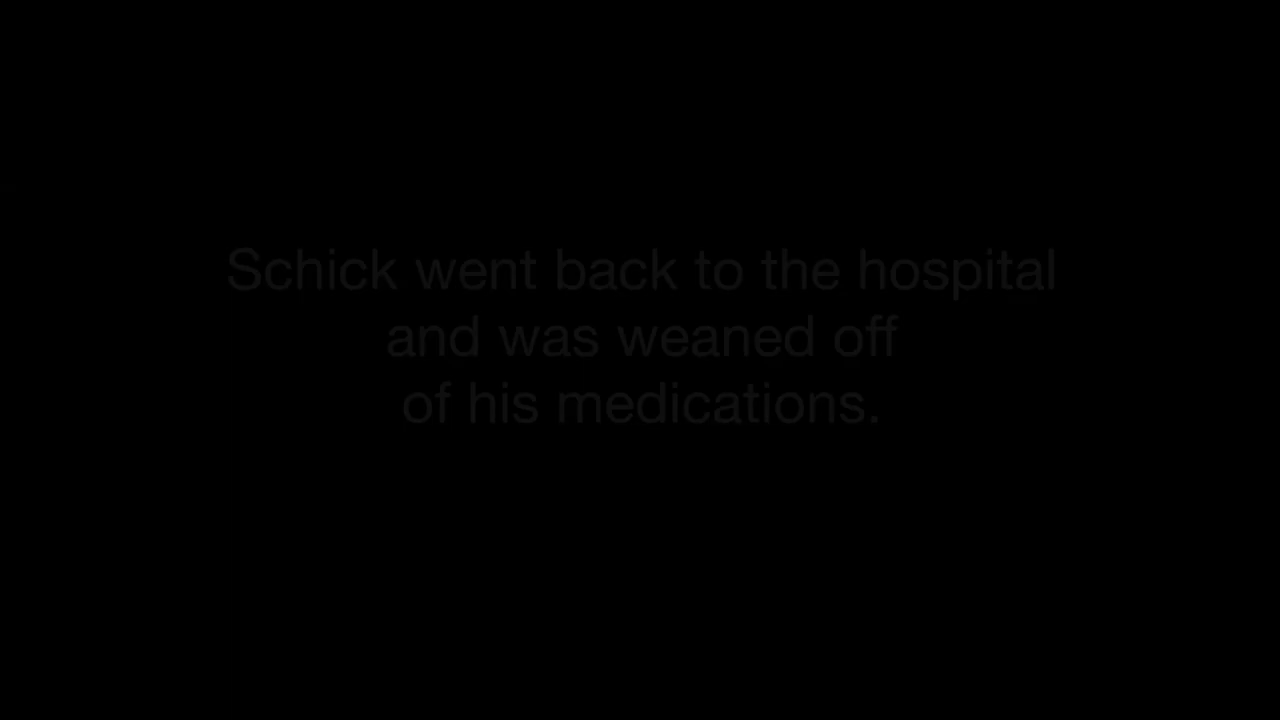 Schick went back to the hospital
and was weaned off
of his medications.